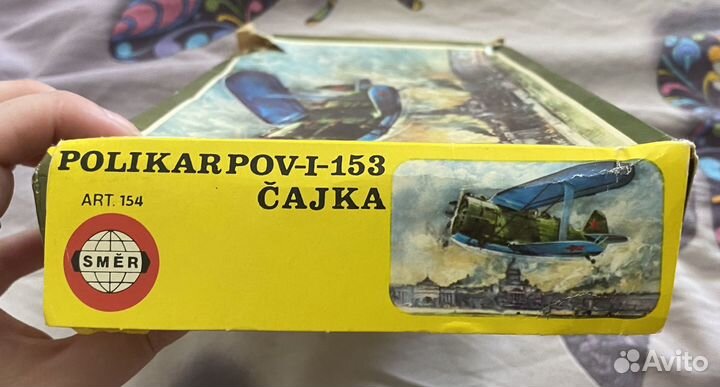 POLIKARPOV-I-153
ART. 154 ČAJKA
SMĚR
Avito